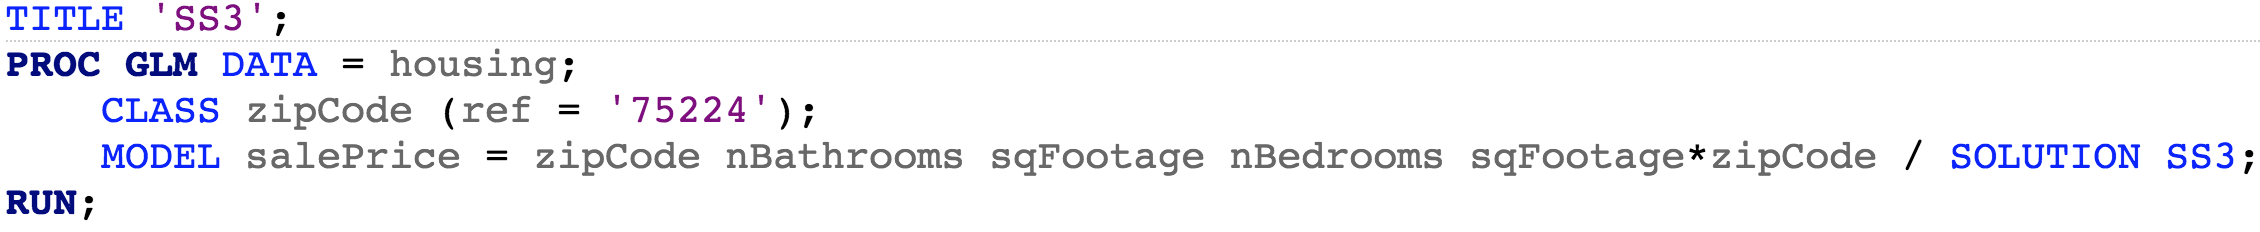 TITLE 'SS3';
PROC GLM DATA = housing;
CLASS zipCode (ref = '75224');
MODEL salePrice = zipCode nBathrooms sqFootage nBedrooms sqFootage*zipCode / SOLUTION SS3;
RUN;